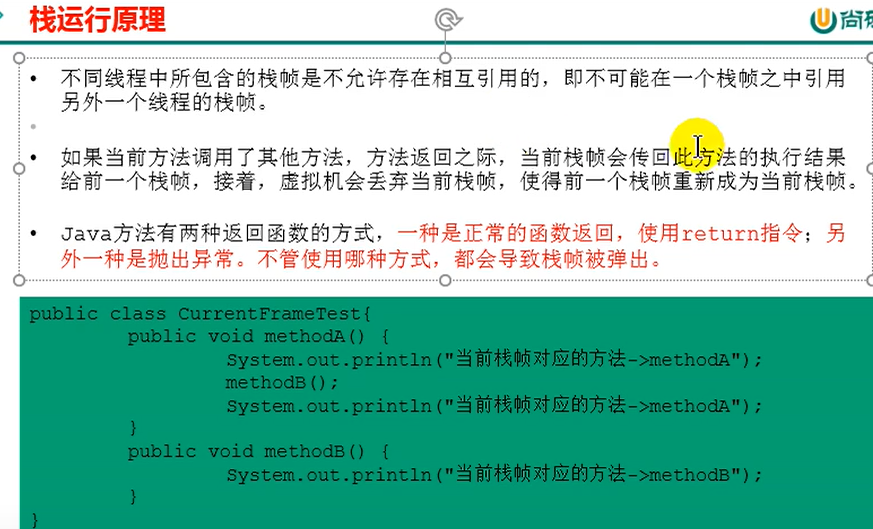 栈运行原理
尚硅
• 不同线程中所包含的栈帧是不允许存在相互引用的，即不可能在一个栈帧之中引用
另外一个线程的栈帧。
• 如果当前方法调用了其他方法，方法返回之际，当前栈帧会传回此方法的执行结果
给前一个栈帧，接着，虚拟机会丢弃当前栈帧，使得前一个栈帧重新成为当前栈帧。
• Java方法有两种返回函数的方式，一种是正常的函数返回，使用return指令；另
外一种是抛出异常。不管使用哪种方式，都会导致栈帧被弹出。
public class CurrentFrameTest{
public void methodA() {
System.out.println("当前栈帧对应的方法->methodA");
methodB();
System.out.println("当前栈帧对应的方法->methodA");
}
public void methodB() {
System.out.println("当前栈帧对应的方法->methodB");
}
}